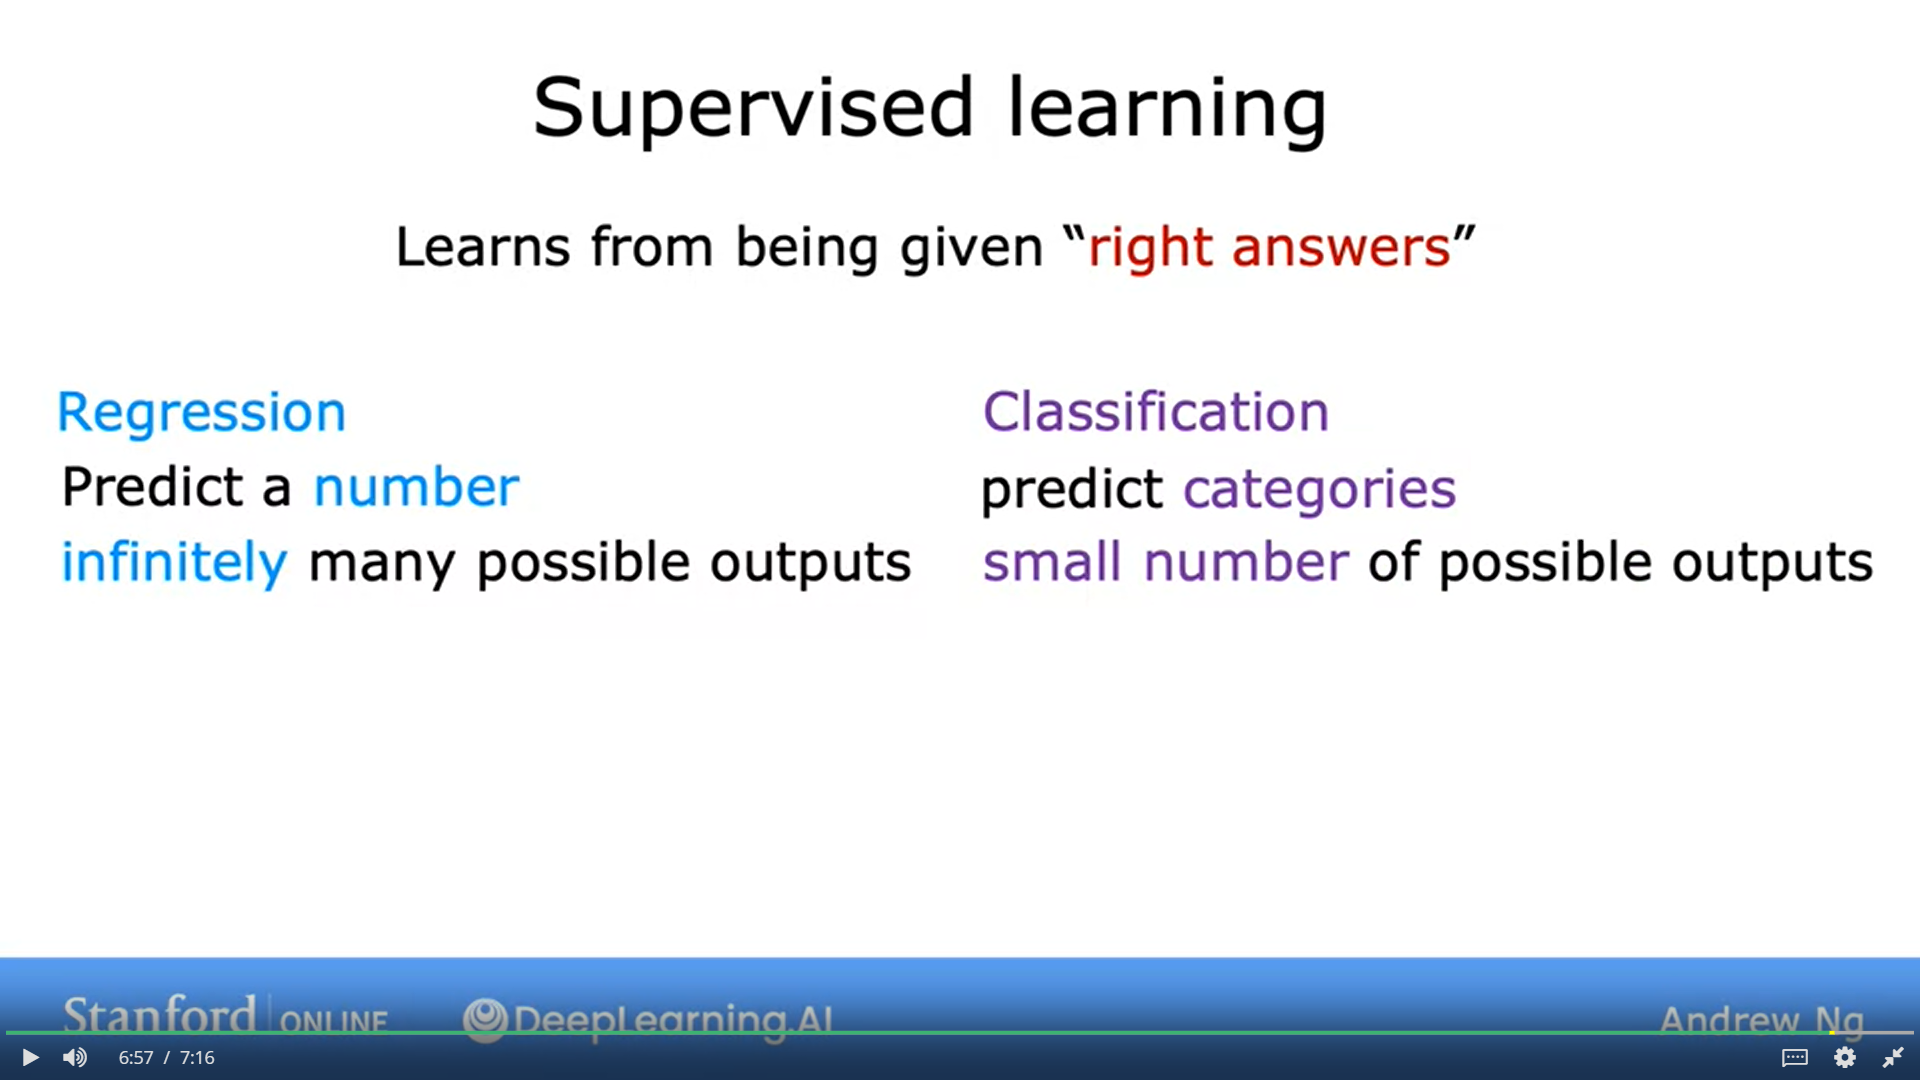 Supervised learning
Learns from being given “right answers”
Regression
Predict a number
infinitely many possible outputs
Classification
predict categories
small number of possible outputs
Stanford | ONLINE
DeepLearning.AI
Andrew Ng
6:57 / 7:16